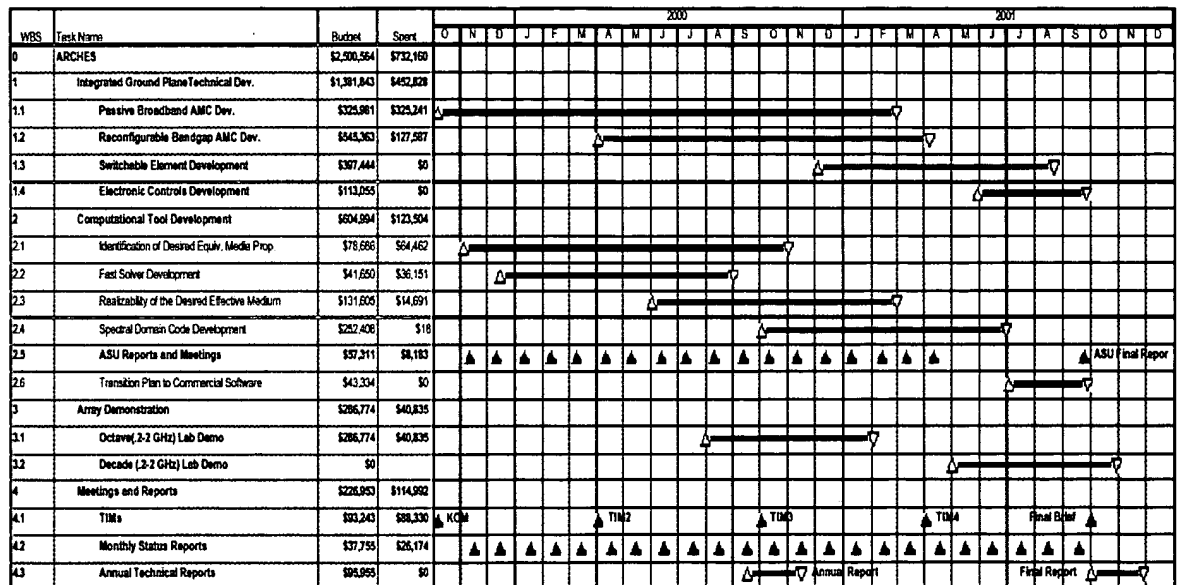 2000 2001
WBS Task Name Budget Spent O N D J F M A M J J A S O N D J F M A M J J A S O N D
0 ARCHES $2,500,564 $732,160
1 Integrated Ground Plane Technical Dev. $1,381,843 $452,828
1.1 Passive Broadband AMC Dev. $325,981 $325,241
1.2 Reconfigurable Bandgap AMC Dev. $545,363 $127,587
1.3 Switchable Element Development $397,444 $0
1.4 Electronic Controls Development $113,055 $0
2 Computational Tool Development $604,994 $123,504
2.1 Identification of Desired Equiv. Media Prop $78,686 $64,462
2.2 Fast Solver Development $41,650 $36,151
2.3 Realizability of the Desired Effective Medium $131,605 $14,691
2.4 Spectral Domain Code Development $252,408 $18
2.5 ASU Reports and Meetings $57,311 $8,183 ASU Final Repor
2.6 Transition Plan to Commercial Software $43,334 $0
3 Array Demonstration $286,774 $40,835
3.1 Octave(.2-2 GHz) Lab Demo $286,774 $40,835
3.2 Decade (.2-2 GHz) Lab Demo $0
4 Meetings and Reports $226,953 $114,992
4.1 TIMs $93,243 $88,330 KOM TIM2 TIM3 TIM4 Final Brief
4.2 Monthly Status Reports $37,755 $26,174
4.3 Annual Technical Reports $95,955 $0 Annual Report Final Report